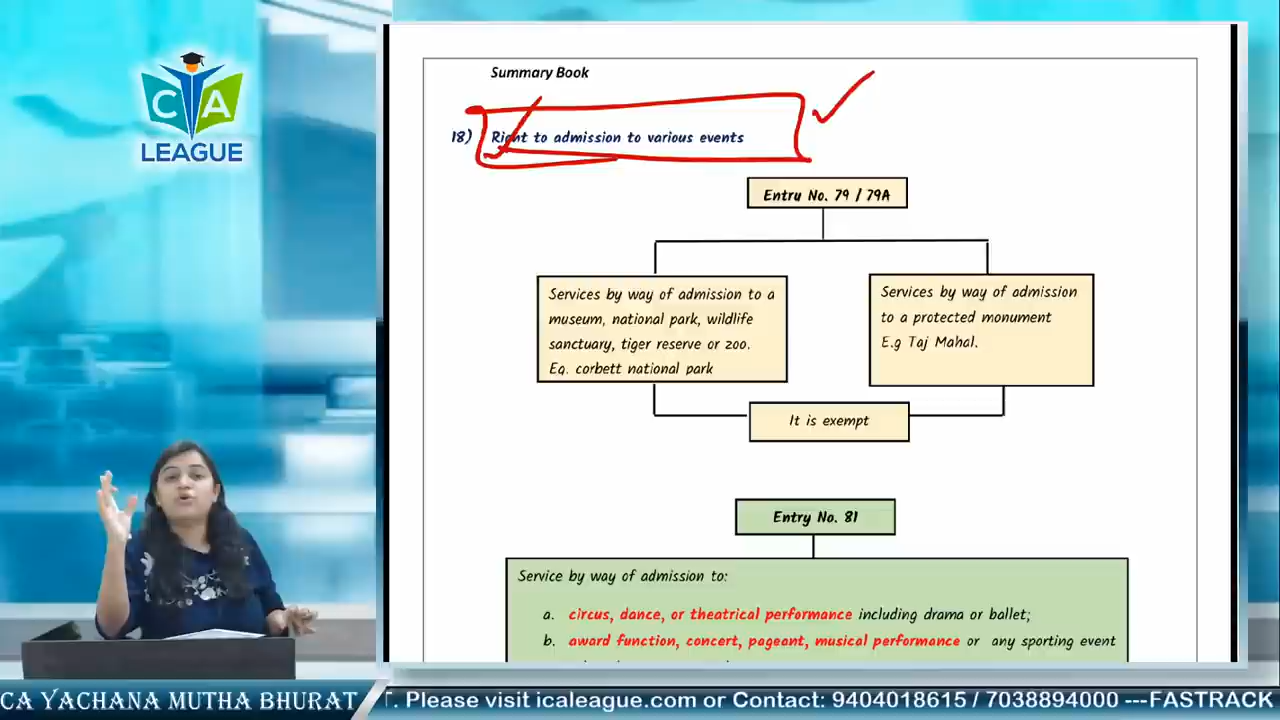 CA
LEAGUE
Summary Book
18) Right to admission to various events
Entry No. 79 / 79A
Services by way of admission to a
museum, national park, wildlife
sanctuary, tiger reserve or zoo.
Eg. corbett national park
Services by way of admission
to a protected monument
E.g Taj Mahal.
It is exempt
Entry No. 81
Service by way of admission to:
a. circus, dance, or theatrical performance including drama or ballet;
b. award function, concert, pageant, musical performance or any sporting event
CA YACHANA MUTHA BHURAT
T. Please visit icaleague.com or Contact: 9404018615 / 7038894000 ---FASTRACK